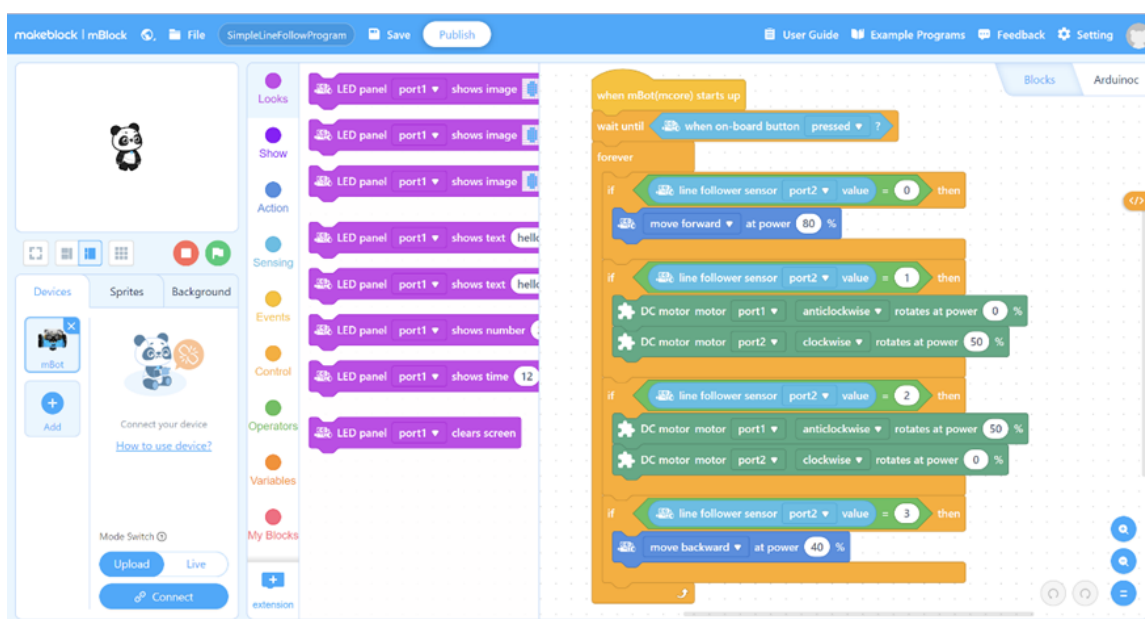 makeblock | mBlock File SimpleLineFollowProgram Save Publish User Guide Example Programs Feedback Setting
Blocks Arduinoc
Devices Sprites Background
mBot
Add
Connect your device
How to use device?
Mode Switch
Upload Live
Connect
Looks
Show
Action
Sensing
Events
Control
Operators
Variables
My Blocks
extension
LED panel port1 shows image
LED panel port1 shows image
LED panel port1 shows image
LED panel port1 shows text hello
LED panel port1 shows text hello
LED panel port1 shows number
LED panel port1 shows time 12
LED panel port1 clears screen
when mBot(mcore) starts up
wait until when on-board button pressed ?
forever
if line follower sensor port2 value = 0 then
move forward at power 80 %
if line follower sensor port2 value = 1 then
DC motor motor port1 anticlockwise rotates at power 0 %
DC motor motor port2 clockwise rotates at power 50 %
if line follower sensor port2 value = 2 then
DC motor motor port1 anticlockwise rotates at power 50 %
DC motor motor port2 clockwise rotates at power 0 %
if line follower sensor port2 value = 3 then
move backward at power 40 %